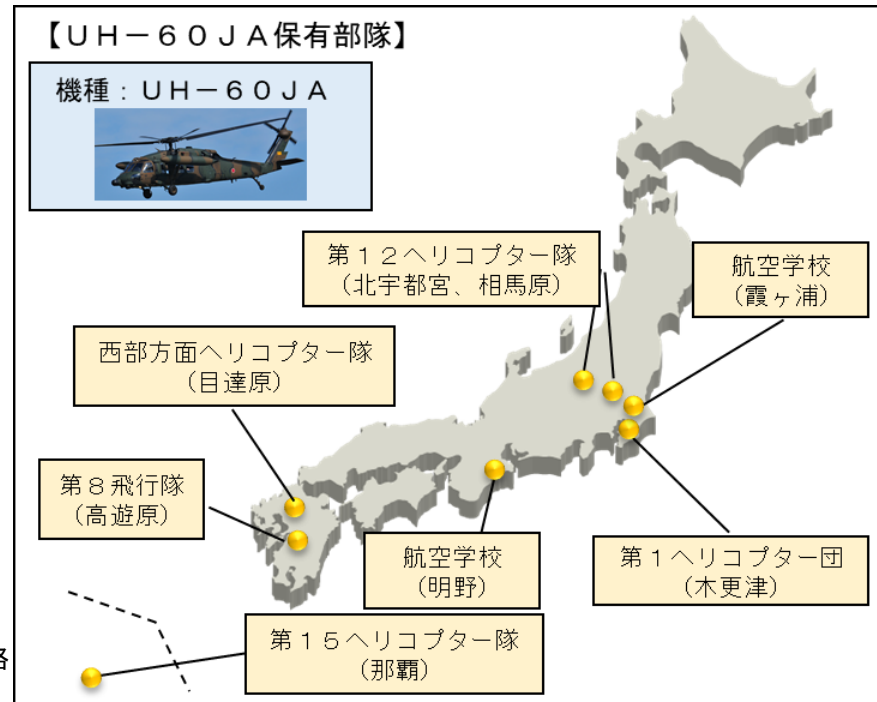 【ＵＨ－６０ＪＡ保有部隊】
機種：ＵＨ－６０ＪＡ
第１２ヘリコプター隊
（北宇都宮、相馬原）
航空学校
（霞ヶ浦）
西部方面ヘリコプター隊
（目達原）
第８飛行隊
（高遊原）
航空学校
（明野）
第１ヘリコプター団
（木更津）
第１５ヘリコプター隊
（那覇）